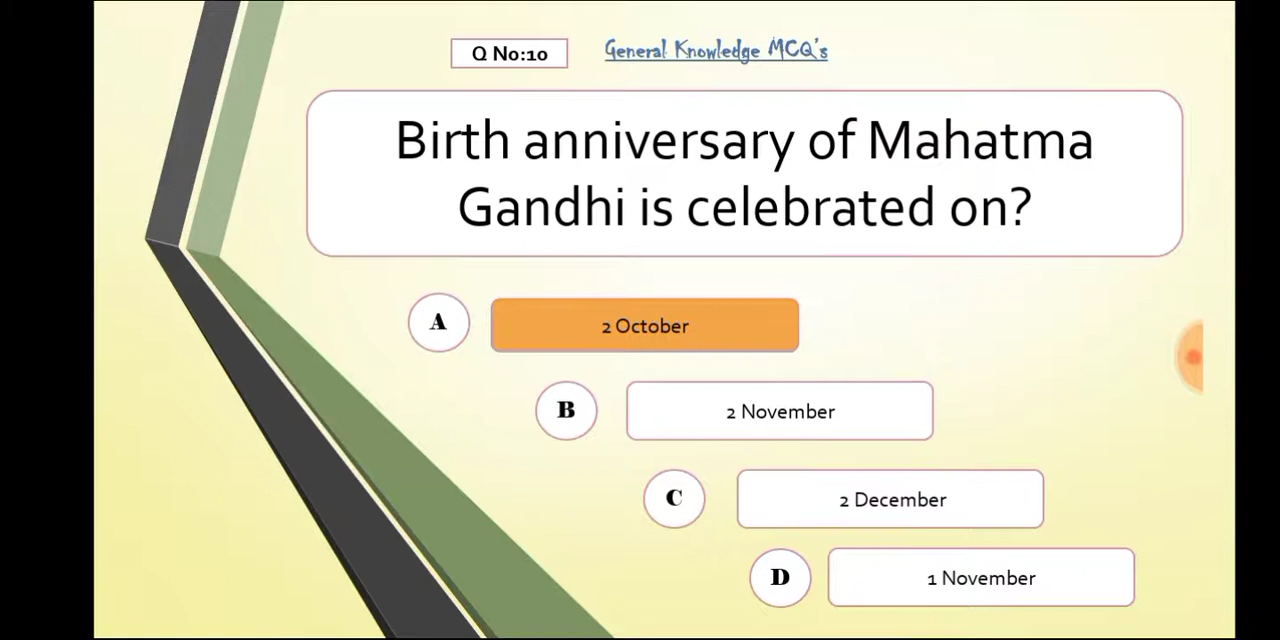 Q No:10
General Knowledge MCQ's
Birth anniversary of Mahatma
Gandhi is celebrated on?
A
2 October
B
2 November
C
2 December
D
1 November